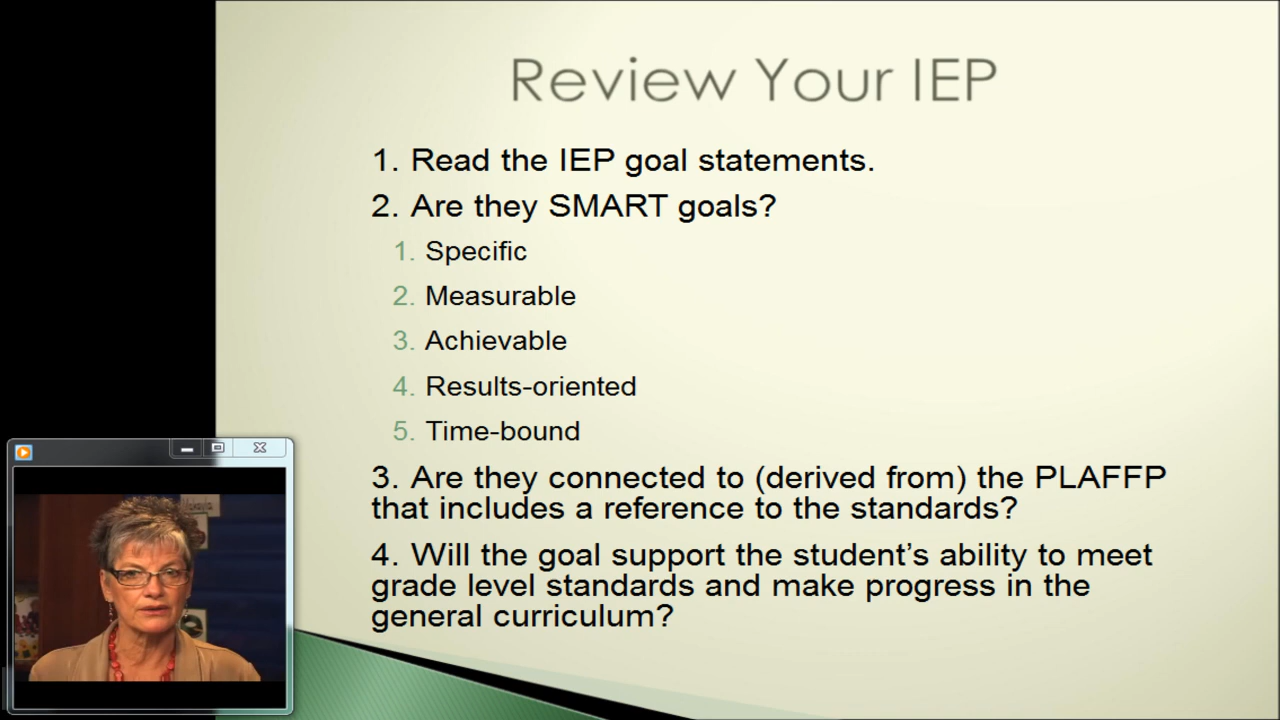 Review Your IEP
1. Read the IEP goal statements.
2. Are they SMART goals?
1. Specific
2. Measurable
3. Achievable
4. Results-oriented
5. Time-bound
3. Are they connected to (derived from) the PLAFFP
that includes a reference to the standards?
4. Will the goal support the student's ability to meet
grade level standards and make progress in the
general curriculum?